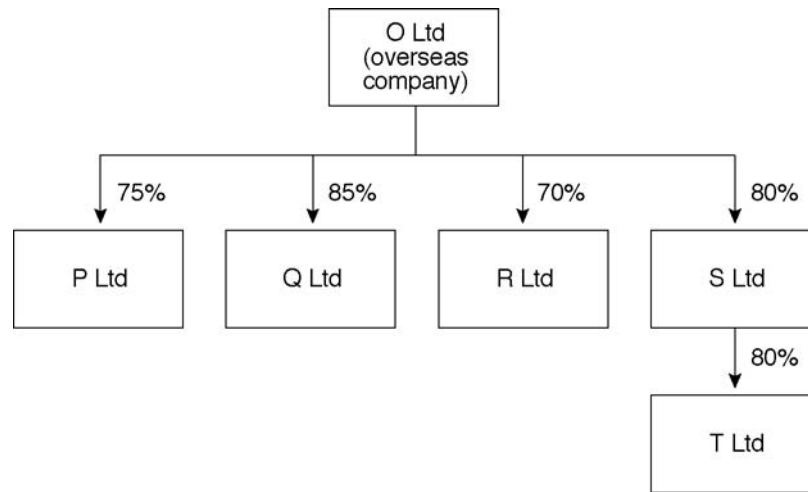 O Ltd
(overseas
company)
75%
85%
70%
80%
P Ltd
Q Ltd
R Ltd
S Ltd
80%
T Ltd